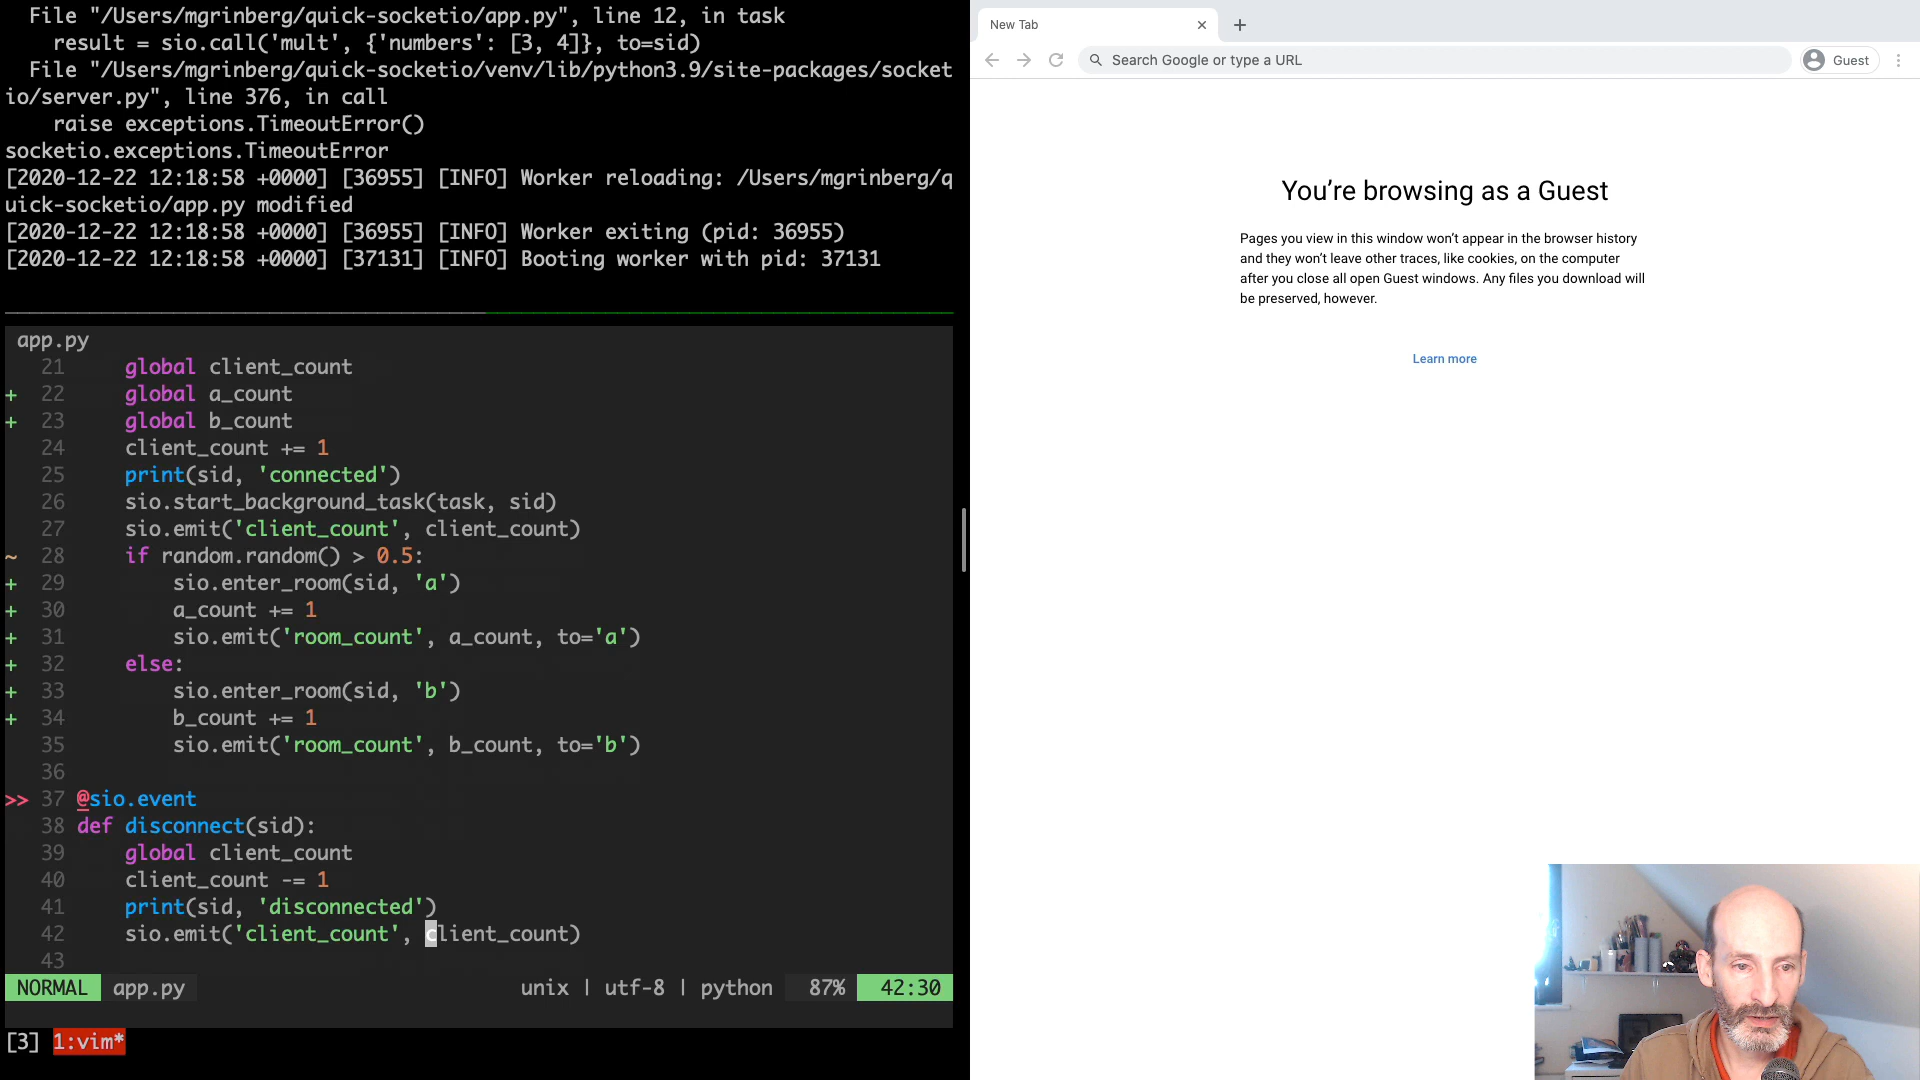 File "/Users/mgrinberg/quick-socketio/app.py", line 12, in task
result = sio.call('mult', {'numbers': [3, 4]}, to=sid)
File "/Users/mgrinberg/quick-socketio/venv/lib/python3.9/site-packages/socket
io/server.py", line 376, in call
raise exceptions.TimeoutError()
socketio.exceptions.TimeoutError
[2020-12-22 12:18:58 +0000] [36955] [INFO] Worker reloading: /Users/mgrinberg/q
uick-socketio/app.py modified
[2020-12-22 12:18:58 +0000] [36955] [INFO] Worker exiting (pid: 36955)
[2020-12-22 12:18:58 +0000] [37131] [INFO] Booting worker with pid: 37131
app.py
21 global client_count
+ 22 global a_count
+ 23 global b_count
24 client_count += 1
25 print(sid, 'connected')
26 sio.start_background_task(task, sid)
27 sio.emit('client_count', client_count)
~ 28 if random.random() > 0.5:
+ 29 sio.enter_room(sid, 'a')
+ 30 a_count += 1
+ 31 sio.emit('room_count', a_count, to='a')
+ 32 else:
+ 33 sio.enter_room(sid, 'b')
+ 34 b_count += 1
35 sio.emit('room_count', b_count, to='b')
36
>> 37 @sio.event
38 def disconnect(sid):
39 global client_count
40 client_count -= 1
41 print(sid, 'disconnected')
42 sio.emit('client_count', client_count)
43
NORMAL app.py unix | utf-8 | python 87% 42:30
[3] 1:vim*
New Tab
Search Google or type a URL
Guest
You're browsing as a Guest
Pages you view in this window won't appear in the browser history
and they won't leave other traces, like cookies, on the computer
after you close all open Guest windows. Any files you download will
be preserved, however.
Learn more